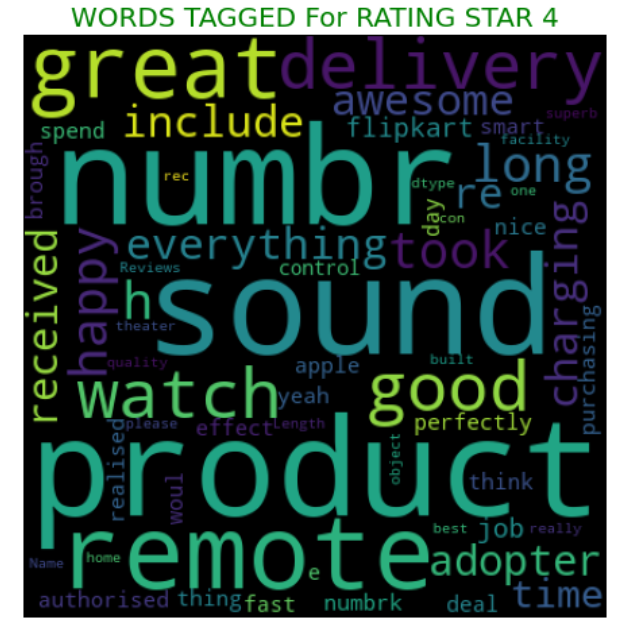 WORDS TAGGED For RATING STAR 4
great delivery
awesome superb
spend include flipkart smart
facility
brough numbr long
rec dtype re one
day con nice
everything took charging
received happy Reviews control
h sound
theater purchasing
quality apple built
watch yeah good
please effect Length perfectly
realised product
woul object think
remote best job really
Name home e adopter
authorised thing fast numbrk deal time